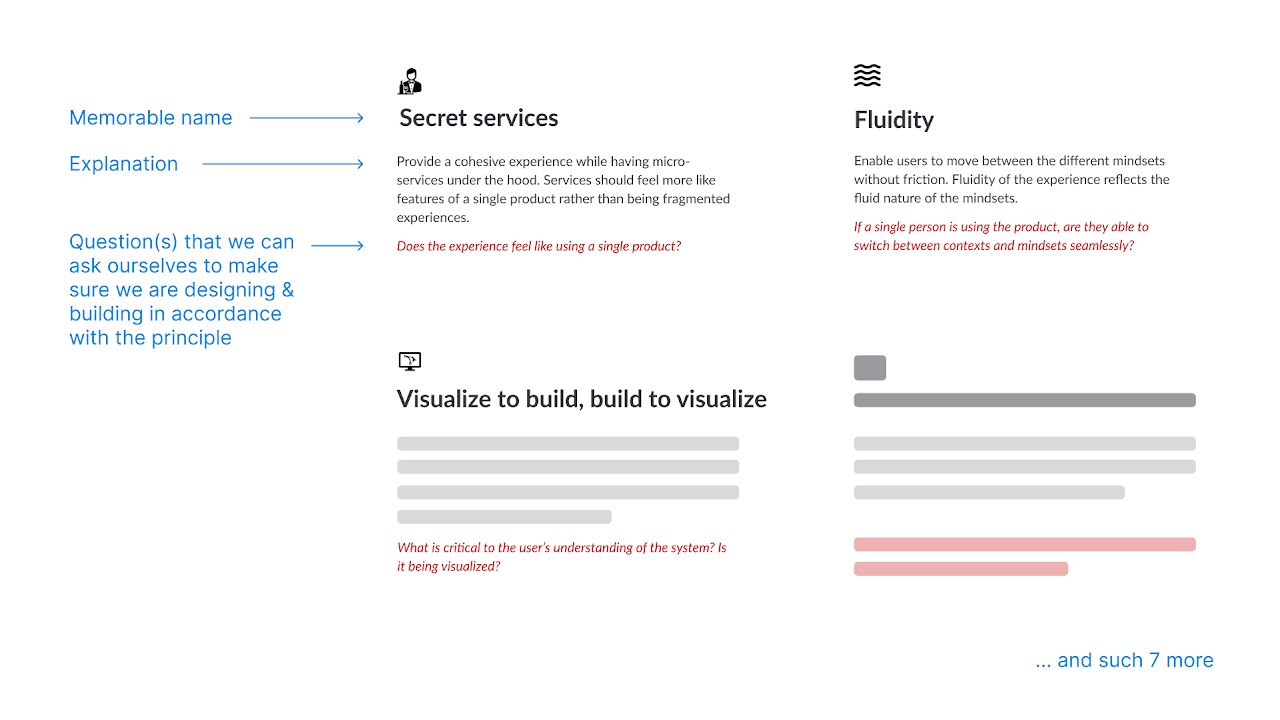 Memorable name
Explanation
Question(s) that we can
ask ourselves to make
sure we are designing &
building in accordance
with the principle
Secret services
Provide a cohesive experience while having micro-
services under the hood. Services should feel more like
features of a single product rather than being fragmented
experiences.
Does the experience feel like using a single product?
Fluidity
Enable users to move between the different mindsets
without friction. Fluidity of the experience reflects the
fluid nature of the mindsets.
If a single person is using the product, are they able to
switch between contexts and mindsets seamlessly?
Visualize to build, build to visualize
What is critical to the user's understanding of the system? Is
it being visualized?
... and such 7 more